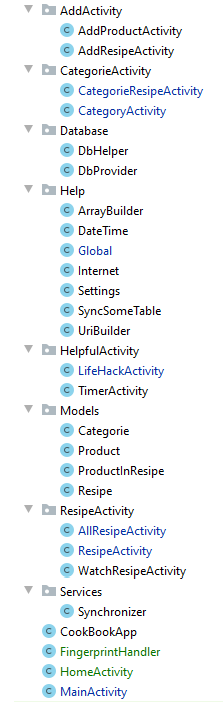 AddActivity
AddProductActivity
AddResipeActivity
CategorieActivity
CategorieResipeActivity
CategoryActivity
Database
DbHelper
DbProvider
Help
ArrayBuilder
DateTime
Global
Internet
Settings
SyncSomeTable
UriBuilder
HelpfulActivity
LifeHackActivity
TimerActivity
Models
Categorie
Product
ProductInResipe
Resipe
ResipeActivity
AllResipeActivity
ResipeActivity
WatchResipeActivity
Services
Synchronizer
CookBookApp
FingerprintHandler
HomeActivity
MainActivity